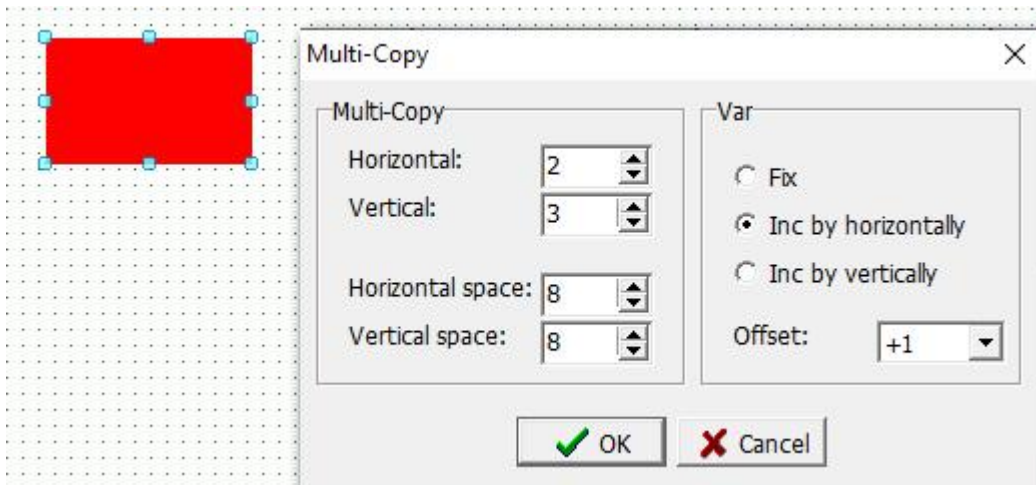 Multi-Copy
Multi-Copy
Horizontal: 2
Vertical: 3
Horizontal space: 8
Vertical space: 8
Var
Fix
Inc by horizontally
Inc by vertically
Offset: +1
OK
Cancel